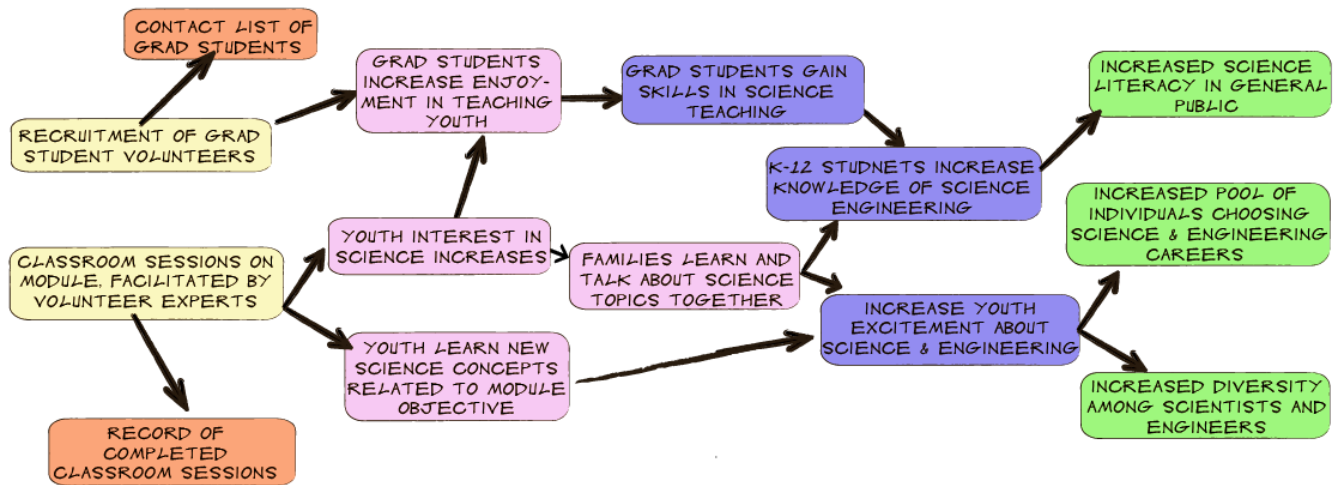 CONTACT LIST OF
GRAD STUDENTS
RECRUITMENT OF GRAD
STUDENT VOLUNTEERS
GRAD STUDENTS
INCREASE ENJOY-
MENT IN TEACHING
YOUTH
GRAD STUDENTS GAIN
SKILLS IN SCIENCE
TEACHING
INCREASED SCIENCE
LITERACY IN GENERAL
PUBLIC
K-12 STUDNETS INCREASE
KNOWLEDGE OF SCIENCE
ENGINEERING
INCREASED POOL OF
INDIVIDUALS CHOOSING
SCIENCE & ENGINEERING
CAREERS
YOUTH INTEREST IN
SCIENCE INCREASES
CLASSROOM SESSIONS ON
MODULE, FACILITATED BY
VOLUNTEER EXPERTS
FAMILIES LEARN AND
TALK ABOUT SCIENCE
TOPICS TOGETHER
INCREASE YOUTH
EXCITEMENT ABOUT
SCIENCE & ENGINEERING
YOUTH LEARN NEW
SCIENCE CONCEPTS
RELATED TO MODULE
OBJECTIVE
INCREASED DIVERSITY
AMONG SCIENTISTS AND
ENGINEERS
RECORD OF
COMPLETED
CLASSROOM SESSIONS